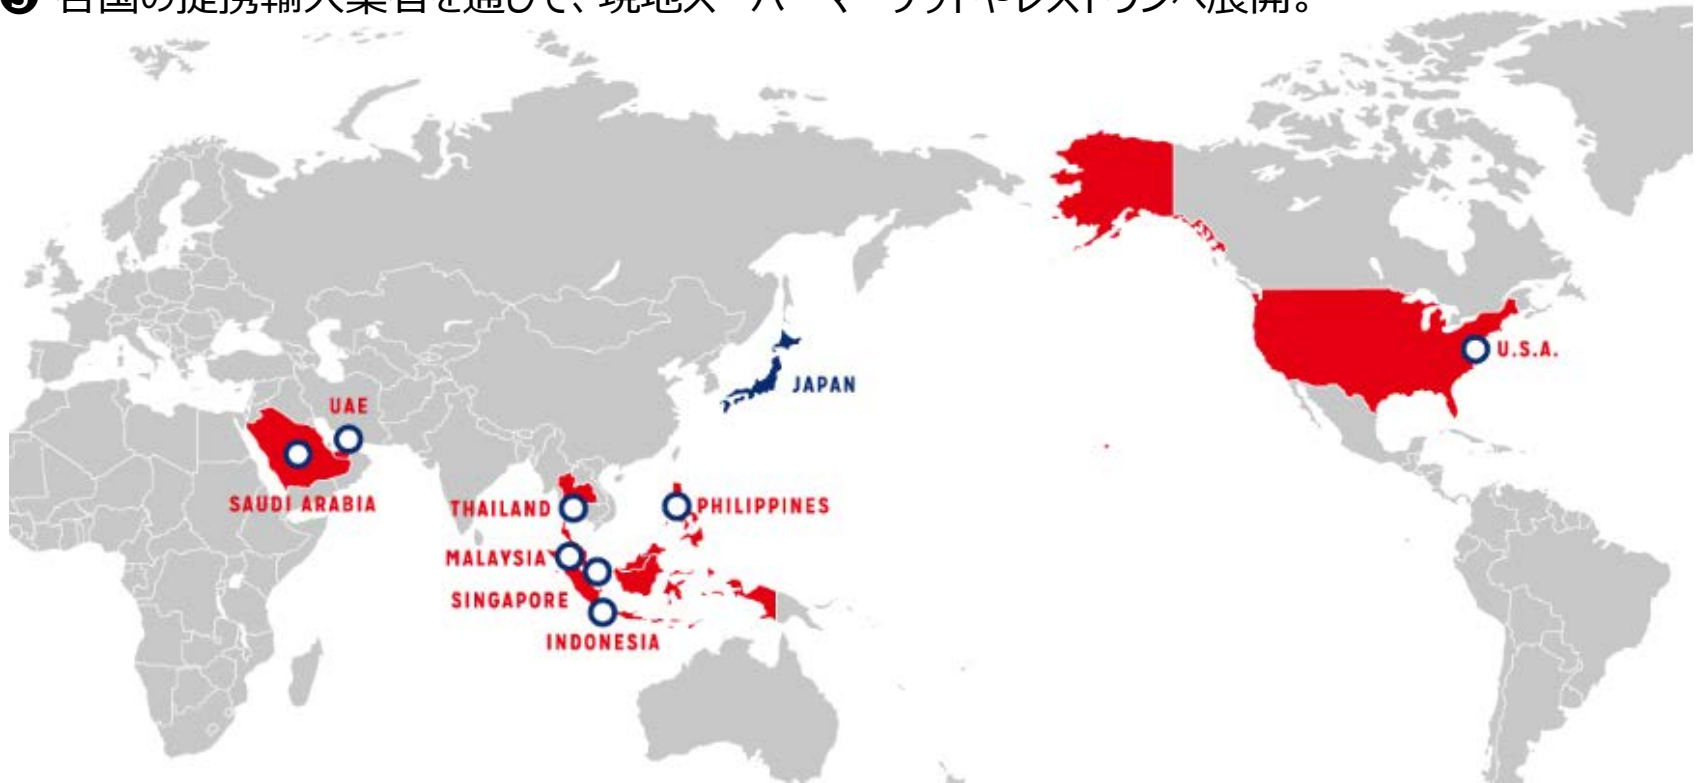 ❸ 各国の提携輸入業者を通じて、現地スーパーマーケットやレストランへ展開。
U.S.A.
JAPAN
UAE
SAUDI ARABIA
THAILAND
PHILIPPINES
MALAYSIA
SINGAPORE
INDONESIA